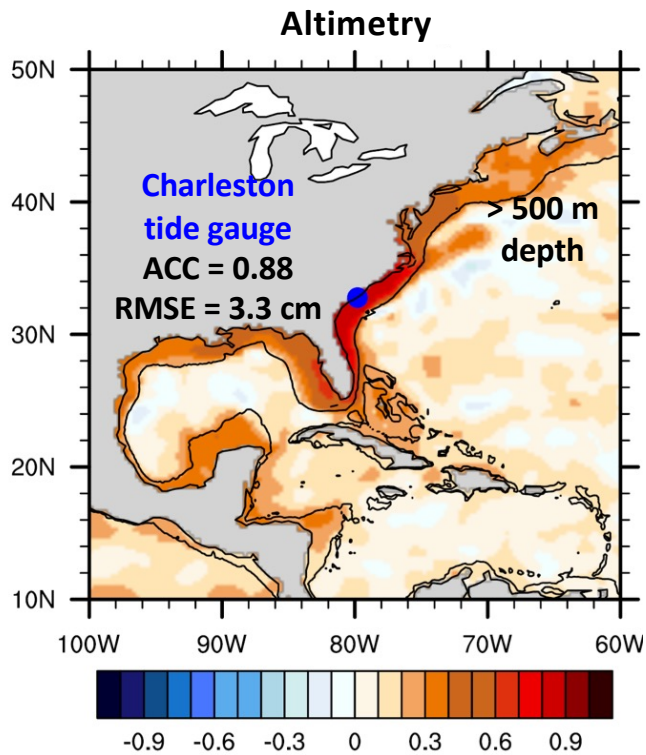 Altimetry
50N
40N
30N
20N
10N
Charleston
tide gauge
ACC = 0.88
RMSE = 3.3 cm
> 500 m
depth
100W 90W 80W 70W 60W
-0.9 -0.6 -0.3 0 0.3 0.6 0.9